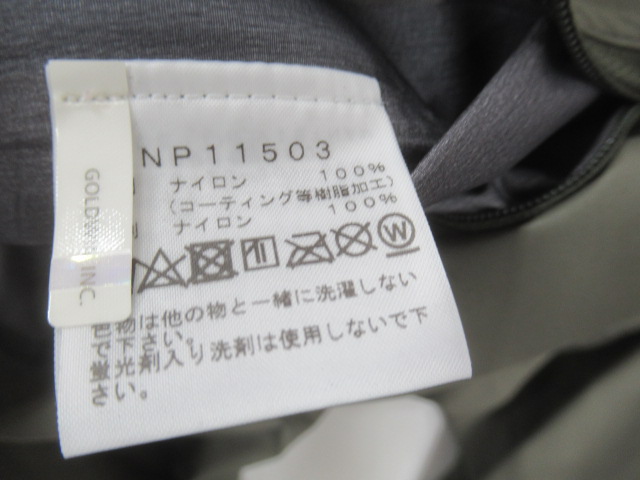 GOLDWIN INC.
NP11503
ナイロン 100%
(コーティング等樹脂加工)
ナイロン 100%
W
物は他の物と一緒に洗濯しない
下さい。
光剤入り洗剤は使用しないで下
い。